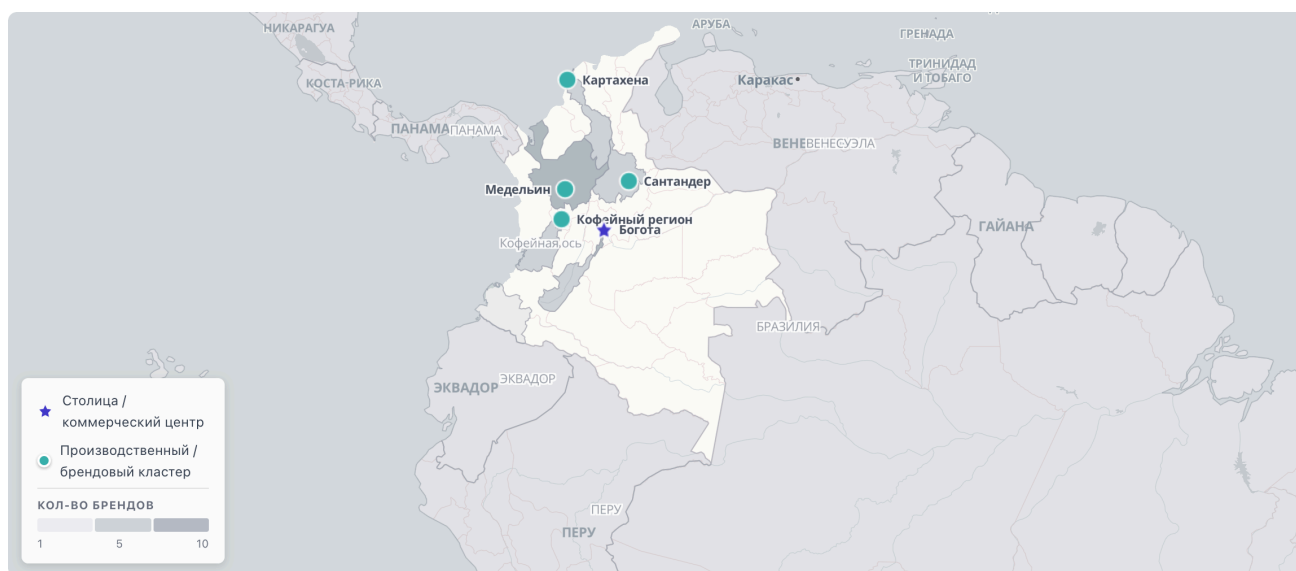 НИКАРАГУА
АРУБА
ГРЕНАДА
КОСТА-РИКА
Картахена
Каракас
ТРИНИДАД
И ТОБАГО
ПАНАМА
ПАНАМА
ВЕНЕ
ВЕНЕСУЭЛА
Медельин
Сантандер
Кофейный регион
Богота
Кофейная ось
ГАЙАНА
БРАЗИЛИЯ
ЭКВАДОР
ЭКВАДОР
ПЕРУ
ПЕРУ
Столица /
коммерческий центр
Производственный /
брендовый кластер
КОЛ-ВО БРЕНДОВ
1 5 10